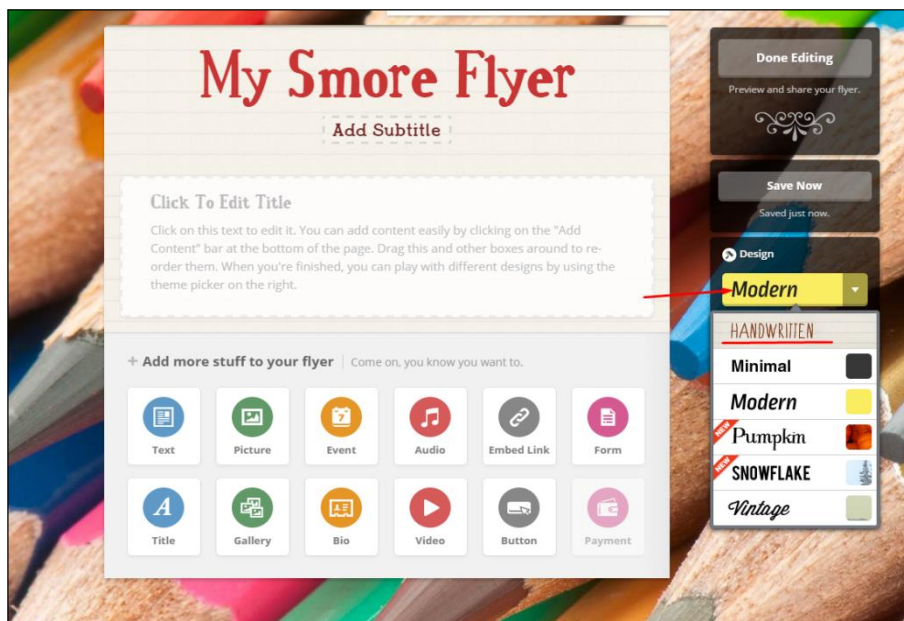 My Smore Flyer
Add Subtitle
Click To Edit Title
Click on this text to edit it. You can add content easily by clicking on the "Add
Content" bar at the bottom of the page. Drag this and other boxes around to re-
order them. When you're finished, you can play with different designs by using the
theme picker on the right.
+ Add more stuff to your flyer | Come on, you know you want to.
Text
Picture
7
Event
Audio
Embed Link
Form
A
Title
Gallery
Bio
Video
Button
Payment
Done Editing
Preview and share your flyer.
Save Now
Saved just now.
Design
Modern
HANDWRITTEN
Minimal
Modern
NEW
Pumpkin
NEW
SNOWFLAKE
Vintage